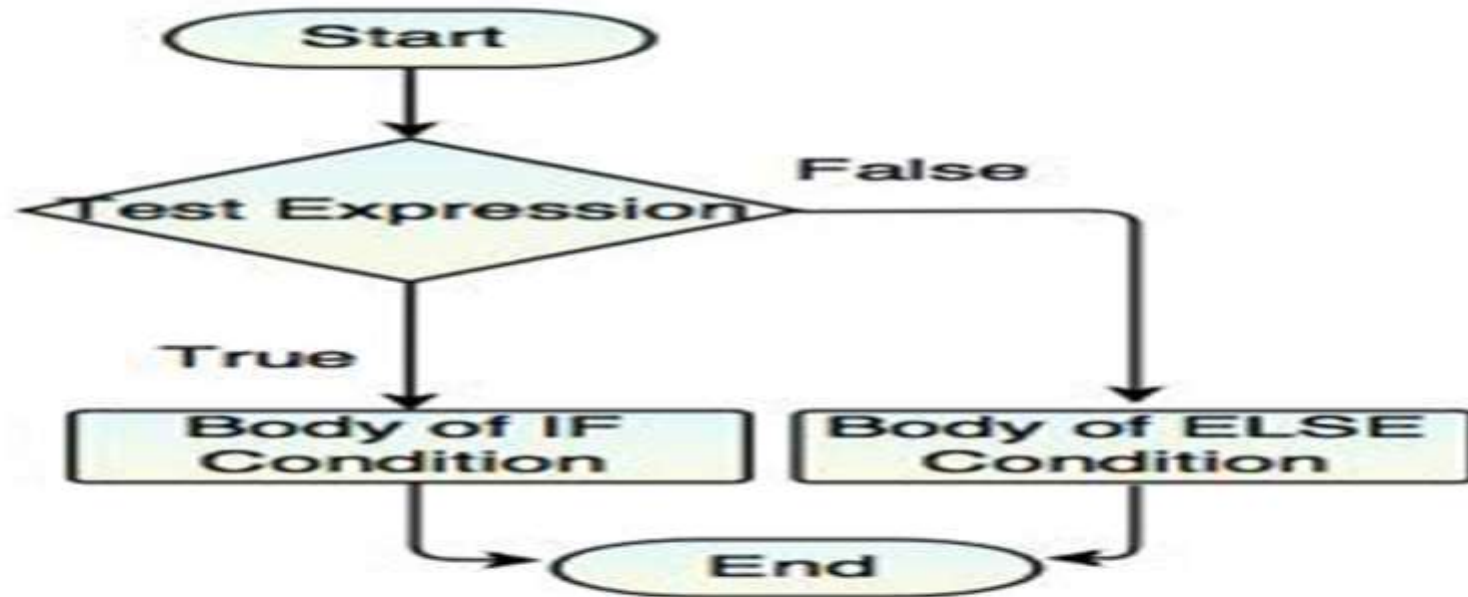 Start
Test Expression
False
True
Body of IF
Condition
Body of ELSE
Condition
End